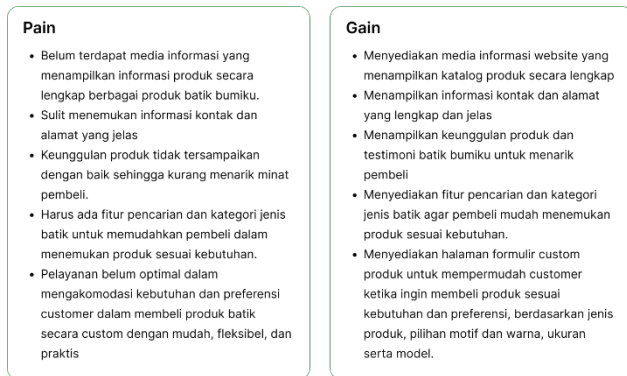 Pain
• Belum terdapat media informasi yang
menampilkan informasi produk secara
lengkap berbagai produk batik bumiku.
• Sulit menemukan informasi kontak dan
alamat yang jelas
• Keunggulan produk tidak tersampaikan
dengan baik sehingga kurang menarik minat
pembeli.
• Harus ada fitur pencarian dan kategori jenis
batik untuk memudahkan pembeli dalam
menemukan produk sesuai kebutuhan.
• Pelayanan belum optimal dalam
mengakomodasi kebutuhan dan preferensi
customer dalam membeli produk batik
secara custom dengan mudah, fleksibel, dan
praktis
Gain
• Menyediakan media informasi website yang
menampilkan katalog produk secara lengkap
• Menampilkan informasi kontak dan alamat
yang lengkap dan jelas
• Menampilkan keunggulan produk dan
testimoni batik bumiku untuk menarik
pembeli
• Menyediakan fitur pencarian dan kategori
jenis batik agar pembeli mudah menemukan
produk sesuai kebutuhan.
• Menyediakan halaman formulir custom
produk untuk mempermudah customer
ketika ingin membeli produk sesuai
kebutuhan dan preferensi, berdasarkan jenis
produk, pilihan motif dan warna, ukuran
serta model.